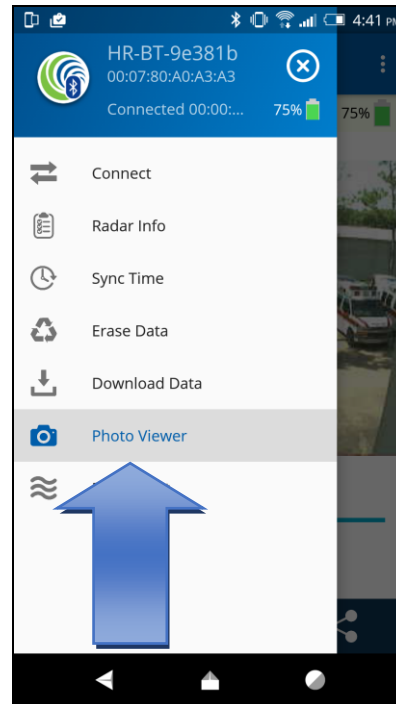 4:41 PM
HR-BT-9e381b
00:07:80:A0:A3:A3
Connected 00:00:... 75%
75%
Connect
Radar Info
Sync Time
Erase Data
Download Data
Photo Viewer